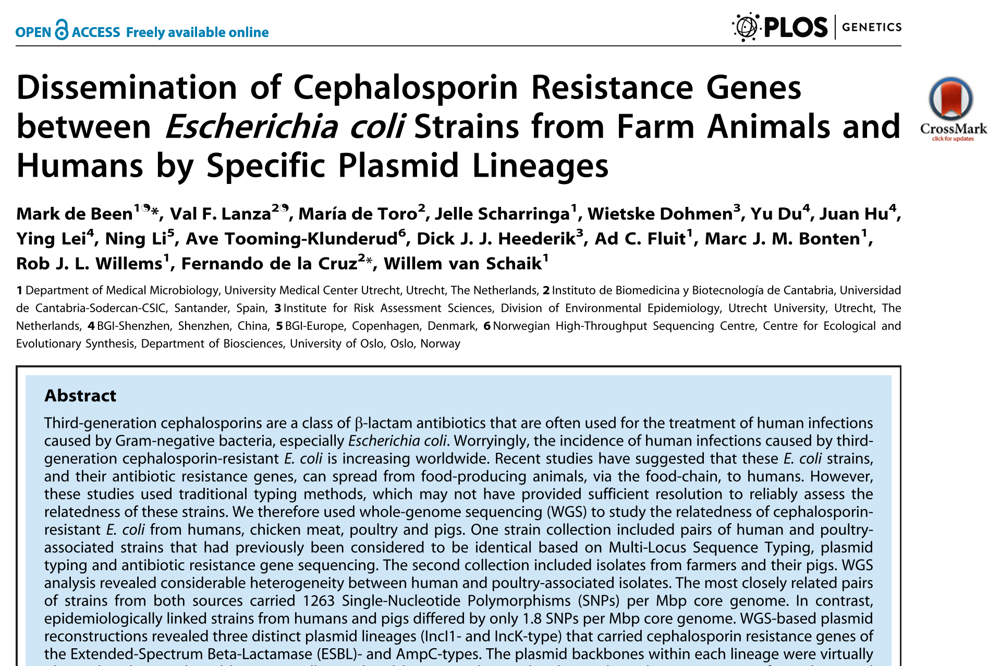 OPEN ACCESS Freely available online
PLOS | GENETICS
Dissemination of Cephalosporin Resistance Genes
between Escherichia coli Strains from Farm Animals and
Humans by Specific Plasmid Lineages
CrossMark
click for updates
Mark de Been1☯*, Val F. Lanza2☯, María de Toro2, Jelle Scharringa1, Wietske Dohmen3, Yu Du4, Juan Hu4,
Ying Lei4, Ning Li5, Ave Tooming-Klunderud6, Dick J. J. Heederik3, Ad C. Fluit1, Marc J. M. Bonten1,
Rob J. L. Willems1, Fernando de la Cruz2*, Willem van Schaik1
1 Department of Medical Microbiology, University Medical Center Utrecht, Utrecht, The Netherlands, 2 Instituto de Biomedicina y Biotecnología de Cantabria, Universidad
de Cantabria-Sodercan-CSIC, Santander, Spain, 3 Institute for Risk Assessment Sciences, Division of Environmental Epidemiology, Utrecht University, Utrecht, The
Netherlands, 4 BGI-Shenzhen, Shenzhen, China, 5 BGI-Europe, Copenhagen, Denmark, 6 Norwegian High-Throughput Sequencing Centre, Centre for Ecological and
Evolutionary Synthesis, Department of Biosciences, University of Oslo, Oslo, Norway
Abstract
Third-generation cephalosporins are a class of β-lactam antibiotics that are often used for the treatment of human infections
caused by Gram-negative bacteria, especially Escherichia coli. Worryingly, the incidence of human infections caused by third-
generation cephalosporin-resistant E. coli is increasing worldwide. Recent studies have suggested that these E. coli strains,
and their antibiotic resistance genes, can spread from food-producing animals, via the food-chain, to humans. However,
these studies used traditional typing methods, which may not have provided sufficient resolution to reliably assess the
relatedness of these strains. We therefore used whole-genome sequencing (WGS) to study the relatedness of cephalosporin-
resistant E. coli from humans, chicken meat, poultry and pigs. One strain collection included pairs of human and poultry-
associated strains that had previously been considered to be identical based on Multi-Locus Sequence Typing, plasmid
typing and antibiotic resistance gene sequencing. The second collection included isolates from farmers and their pigs. WGS
analysis revealed considerable heterogeneity between human and poultry-associated isolates. The most closely related pairs
of strains from both sources carried 1263 Single-Nucleotide Polymorphisms (SNPs) per Mbp core genome. In contrast,
epidemiologically linked strains from humans and pigs differed by only 1.8 SNPs per Mbp core genome. WGS-based plasmid
reconstructions revealed three distinct plasmid lineages (IncI1- and IncK-type) that carried cephalosporin resistance genes of
the Extended-Spectrum Beta-Lactamase (ESBL)- and AmpC-types. The plasmid backbones within each lineage were virtually